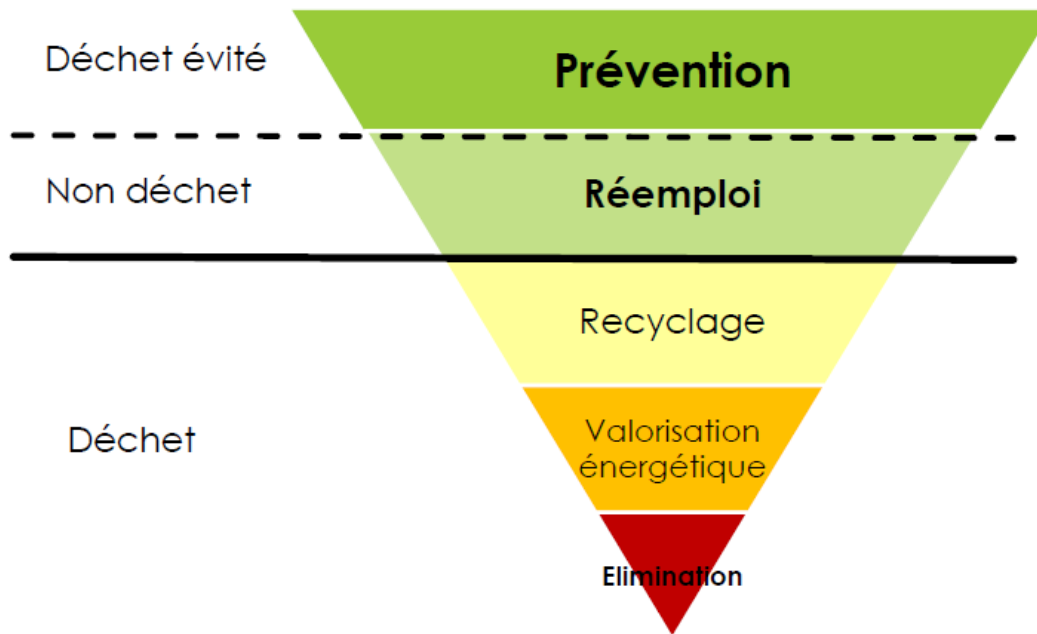 Déchet évité
Prévention
Non déchet
Réemploi
Recyclage
Déchet
Valorisation
énergétique
Elimination